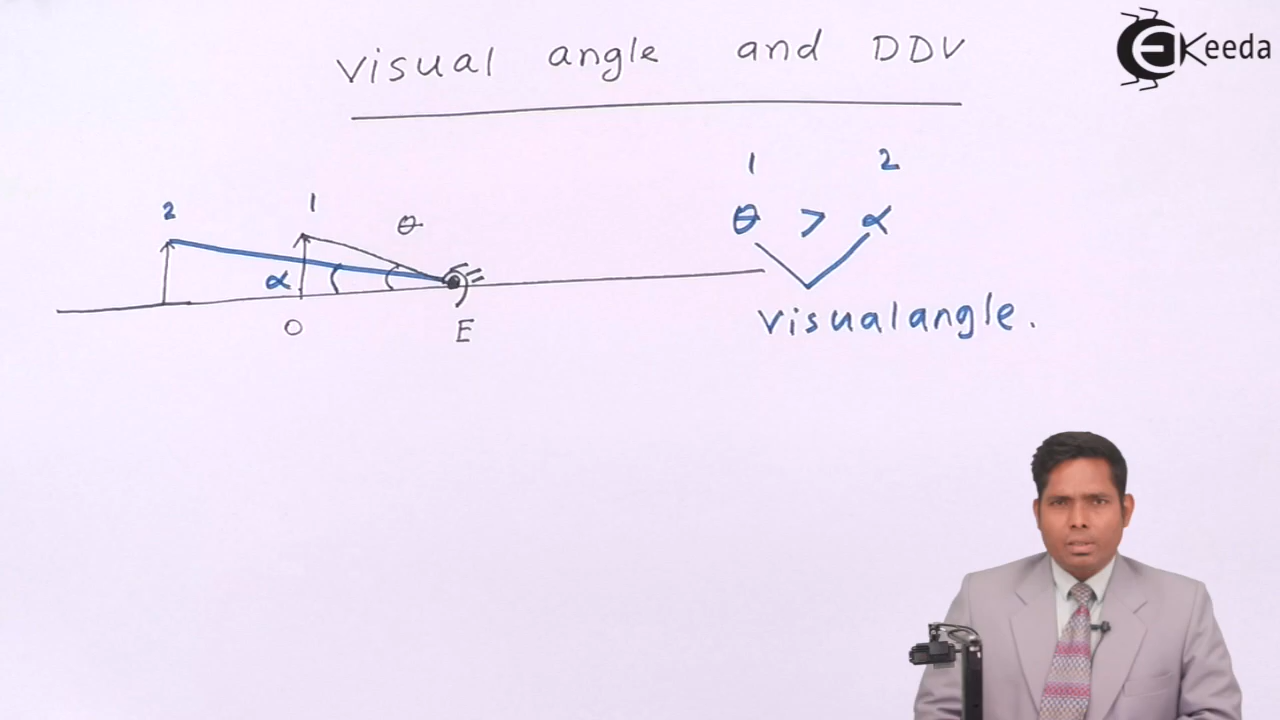 Visual angle and DDV
EKeeda
1 2
θ > α
visualangle.
2 1 θ
α
O E